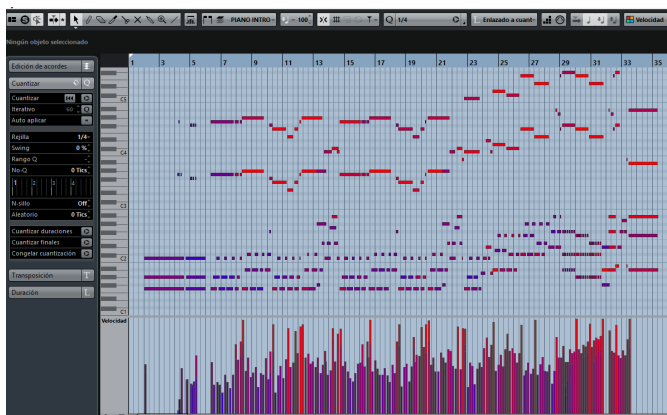 PIANO INTRO
100
Q 1/4
Enlazado a cuant
Velocidad
Ningún objeto seleccionado
1 3 5 7 9 11 13 15 17 19 21 23 25 27 29 31 33 35
Edición de acordes
Cuantizar Q
Cuantizar
Iterativo 60
Auto aplicar
Rejilla 1/4
Swing 0 %
Rango Q -
No-Q 0 Tics
1 2 3 4
N-sillo Off
Aleatorio 0 Tics
Cuantizar duraciones
Cuantizar finales
Congelar cuantización
Transposición T
Duración L
C5
C4
C3
C2
C1
Velocidad